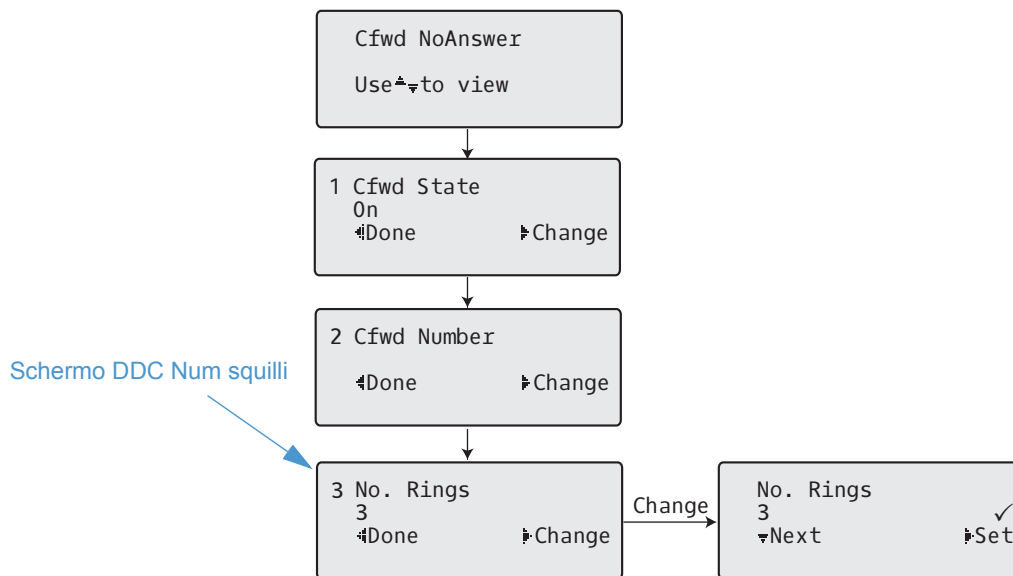 Cfwd NoAnswer
Use▲▼to view
1 Cfwd State
On
◀Done ▶Change
2 Cfwd Number
◀Done ▶Change
Schermo DDC Num squilli
3 No. Rings
3
◀Done ▶Change
Change
No. Rings
3 ✓
▼Next ▶Set